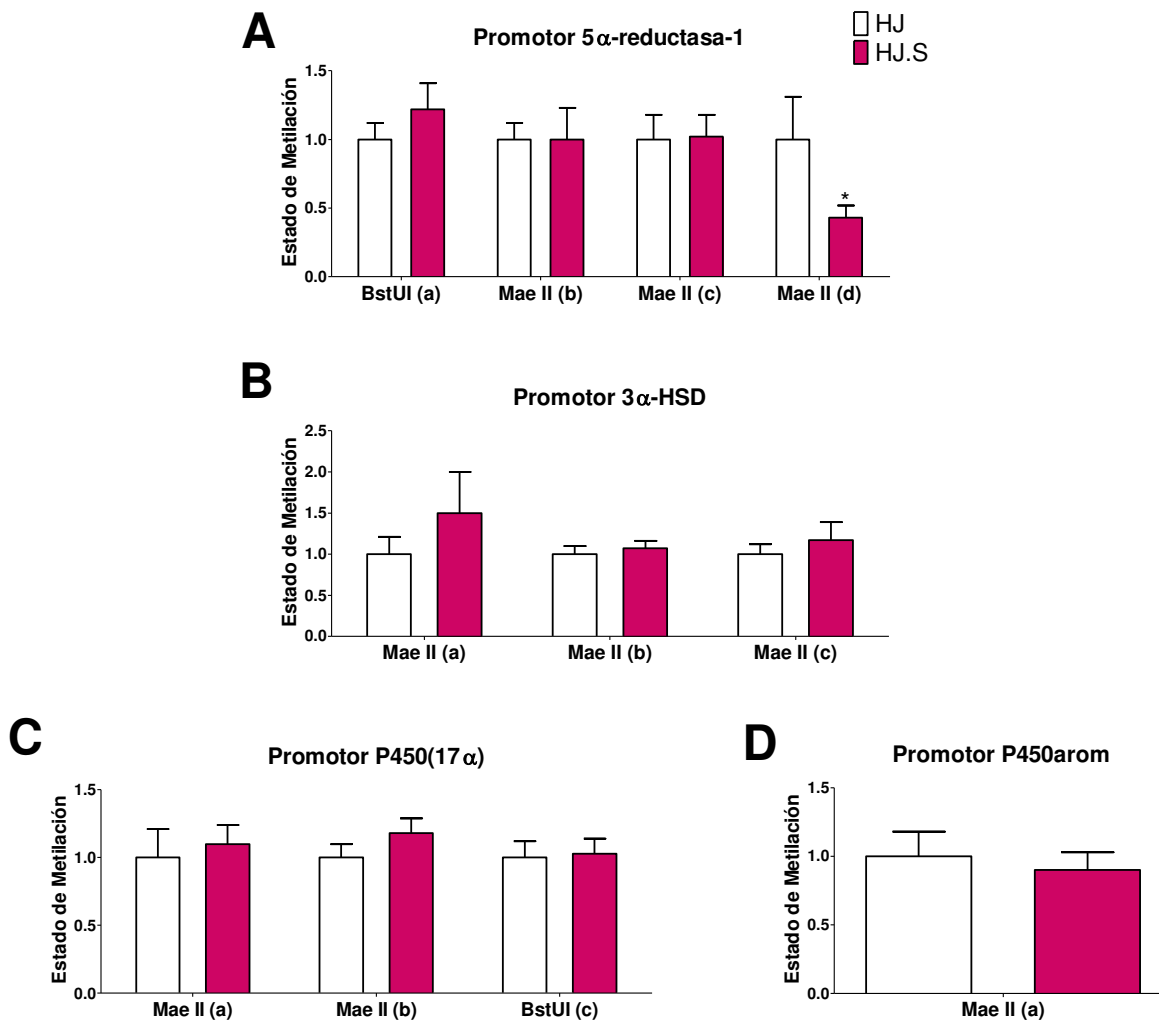 A
Promotor 5α-reductasa-1
HJ
HJ.S
Estado de Metilación
1.5
1.0
0.5
0.0
*
BstUI (a) Mae II (b) Mae II (c) Mae II (d)
B
Promotor 3α-HSD
Estado de Metilación
2.5
2.0
1.5
1.0
0.5
0.0
Mae II (a) Mae II (b) Mae II (c)
C
Promotor P450(17α)
Estado de Metilación
1.5
1.0
0.5
0.0
Mae II (a) Mae II (b) BstUI (c)
D
Promotor P450arom
Estado de Metilación
1.5
1.0
0.5
0.0
Mae II (a)